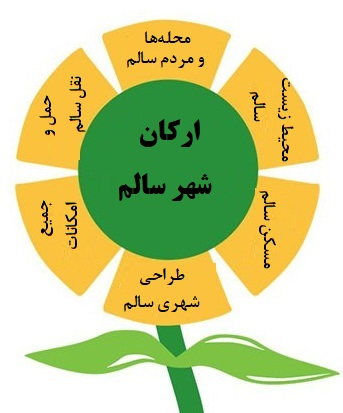 ارکان
شهر سالم
محله‌ها
و مردم سالم
محیط زیست
سالم
مسکن سالم
طراحی
شهری سالم
جمیع
امکانات
حمل و
نقل سالم